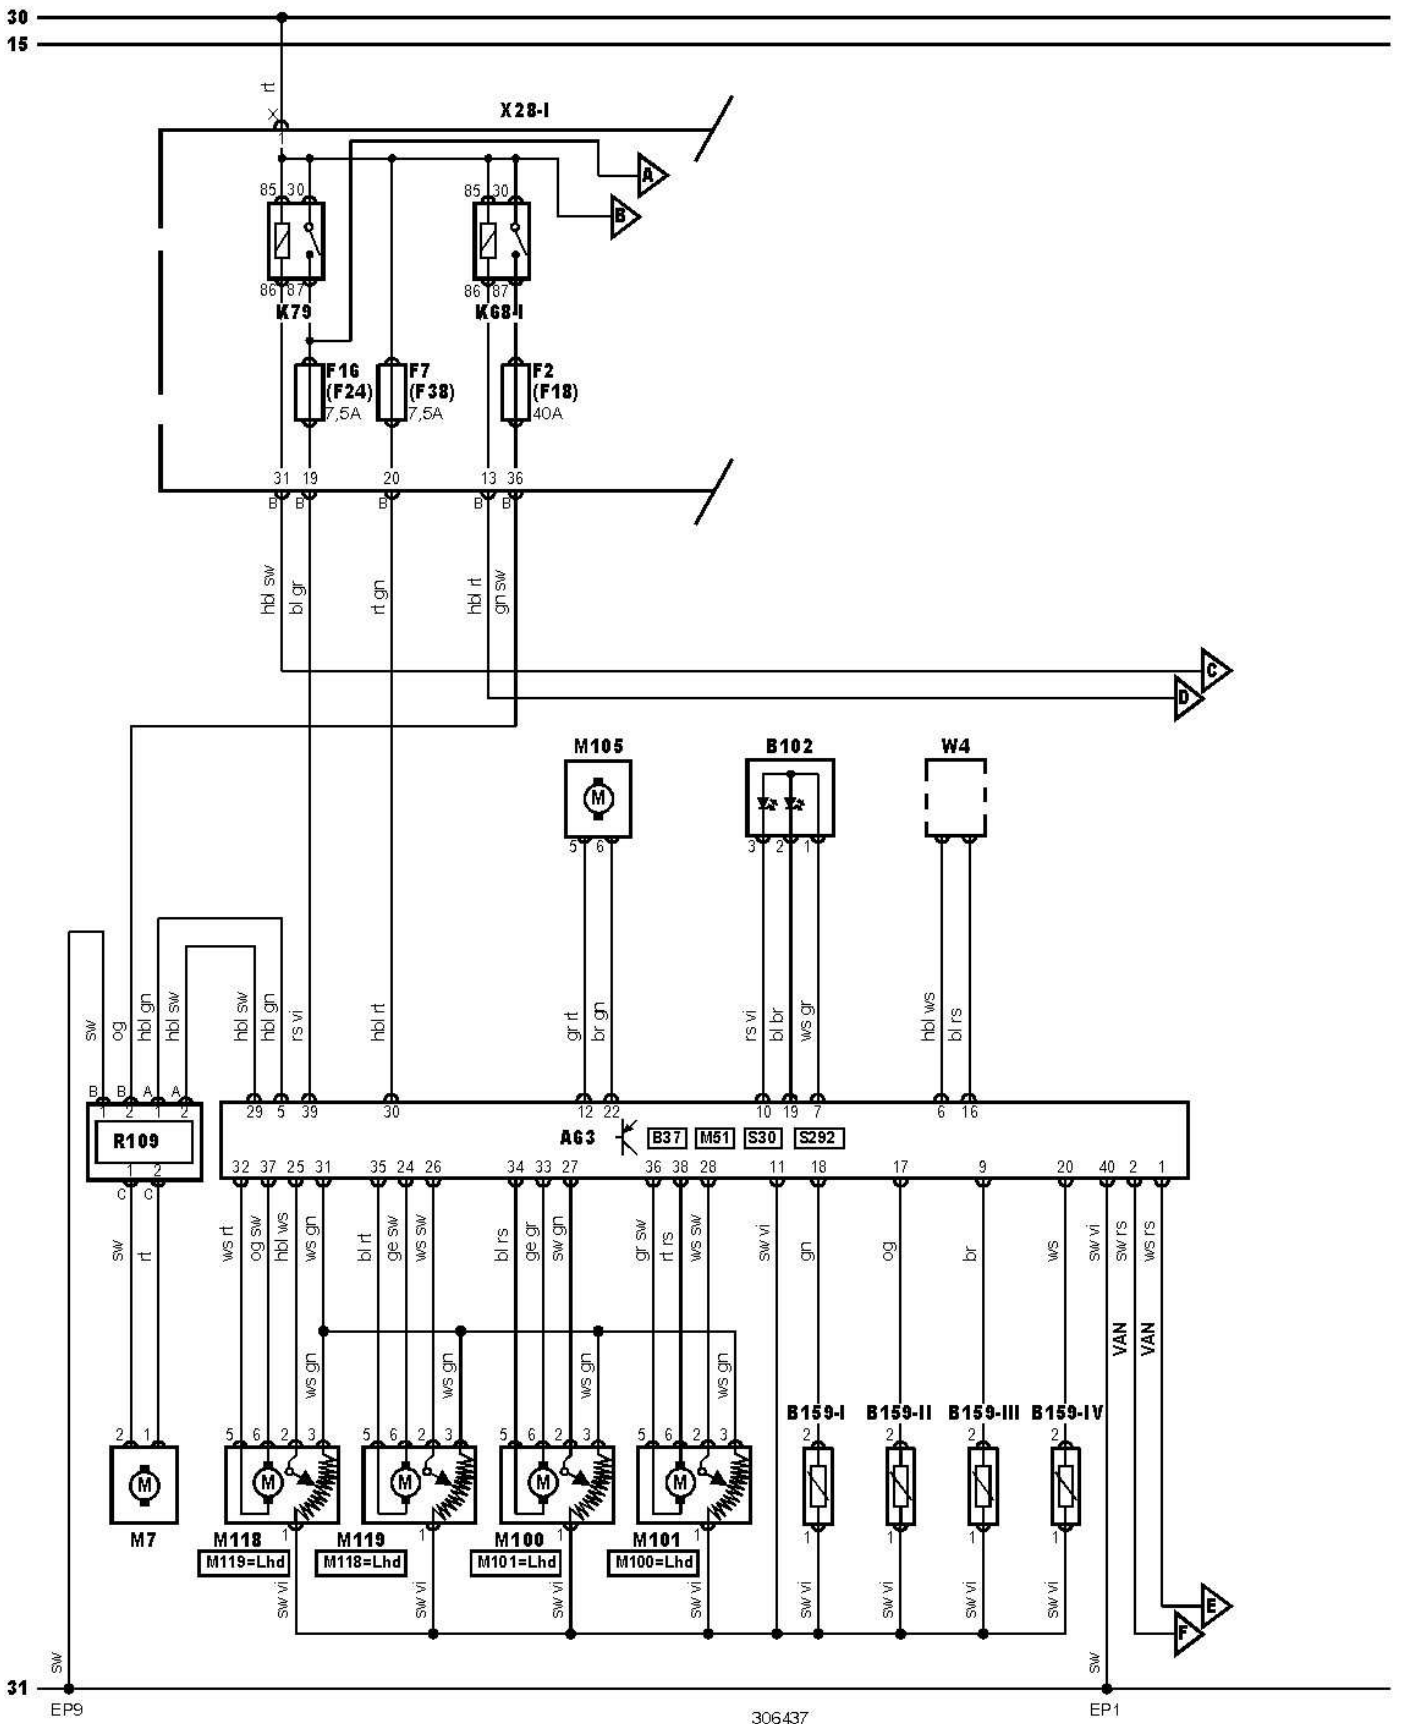 30
15
rt
X
1
X28-I
A
B
85 30 85 30
86 87 86 87
K79 K68-I
F16 F7 F2
(F24) (F38) (F18)
7,5A 7,5A 40A
31 19 20 13 36
B B B B B
hbl sw bl gr rt gn hbl rt gn sw
C
D
M105 B102 W4
M
5 6 3 2 1
sw og hbl gn hbl sw hbl sw hbl gn rs vi hbl rt gr rt br gn rs vi bl br ws gr hbl ws bl rs
B B A A
1 2 1 2 29 5 39 30 12 22 10 19 7 6 16
R109 A63 B37 M51 S30 S292
1 2 32 37 25 31 35 24 26 34 33 27 36 38 28 11 18 17 9 20 40 2 1
C C
sw rt ws rt og sw hbl ws ws gn bl rt ge sw ws sw bl rs ge gr sw gn gr sw rt rs ws sw sw vi gn og br ws sw vi sw rs ws rs
VAN VAN
ws gn ws gn ws gn ws gn
B159-I B159-II B159-III B159-IV
2 1 5 6 2 3 5 6 2 3 5 6 2 3 5 6 2 3 2 2 2 2
M M M M M
1 1 1 1 1 1 1 1
M7 M118 M119 M100 M101
M119=Lhd M118=Lhd M101=Lhd M100=Lhd
sw vi sw vi sw vi sw vi sw vi sw vi sw vi sw vi
E
F
sw sw
31
EP9 EP1
306437